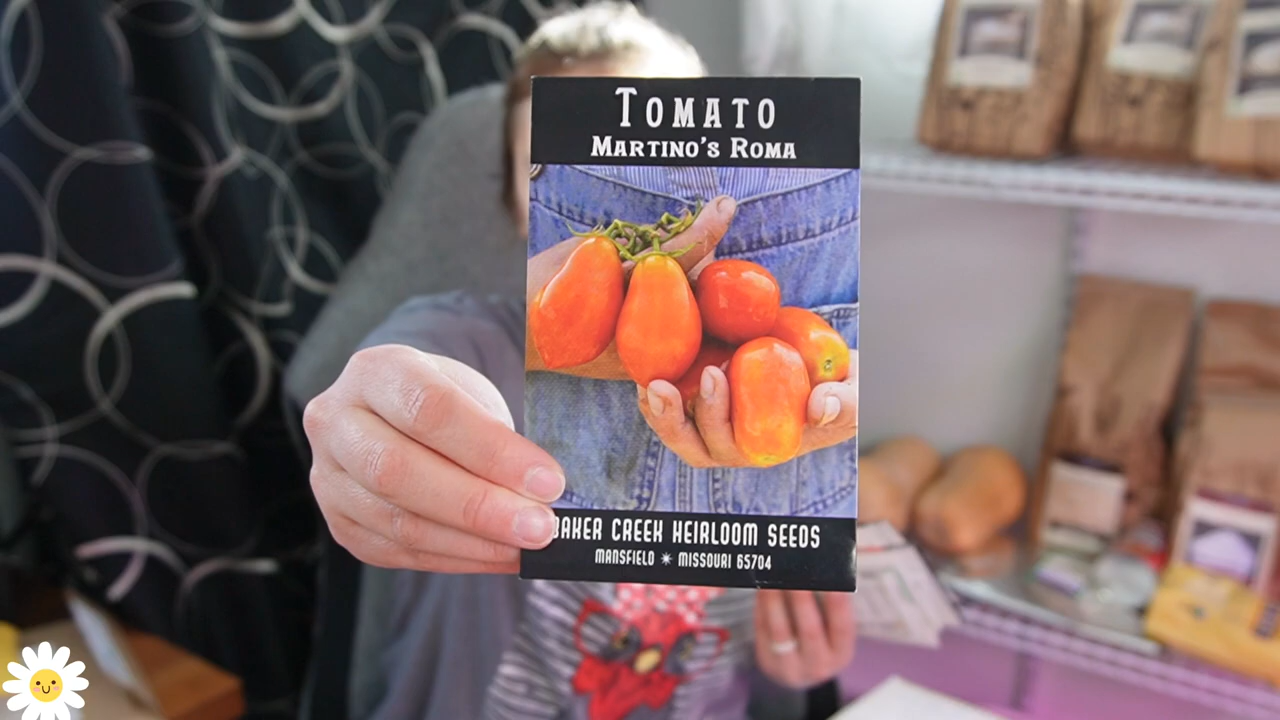 TOMATO
MARTINO'S ROMA
BAKER CREEK HEIRLOOM SEEDS
MANSFIELD ✴ MISSOURI 65704